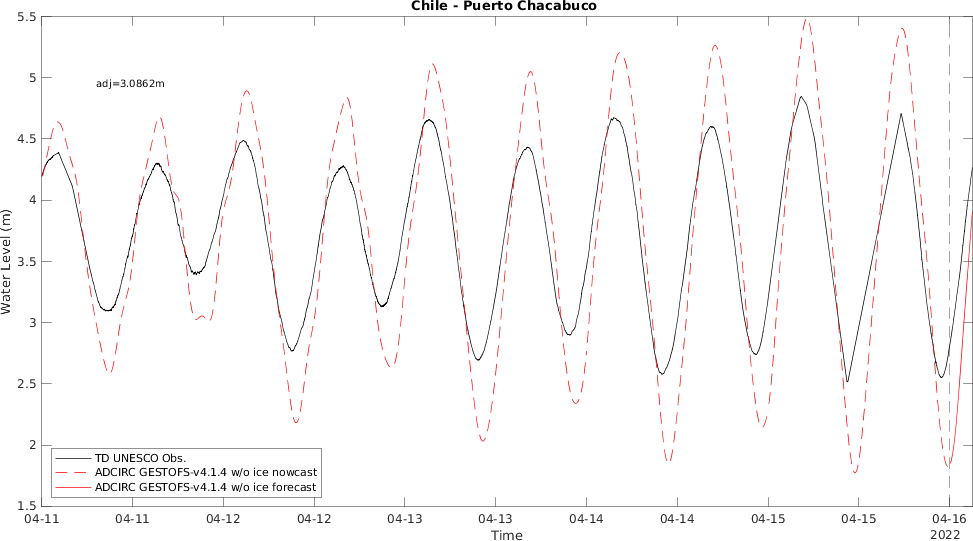 Chile - Puerto Chacabuco
adj=3.0862m
Water Level (m)
5.5
5
4.5
4
3.5
3
2.5
2
1.5
TD UNESCO Obs.
ADCIRC GESTOFS-v4.1.4 w/o ice nowcast
ADCIRC GESTOFS-v4.1.4 w/o ice forecast
04-11 04-11 04-12 04-12 04-13 04-13 04-14 04-14 04-15 04-15 04-16
Time
2022